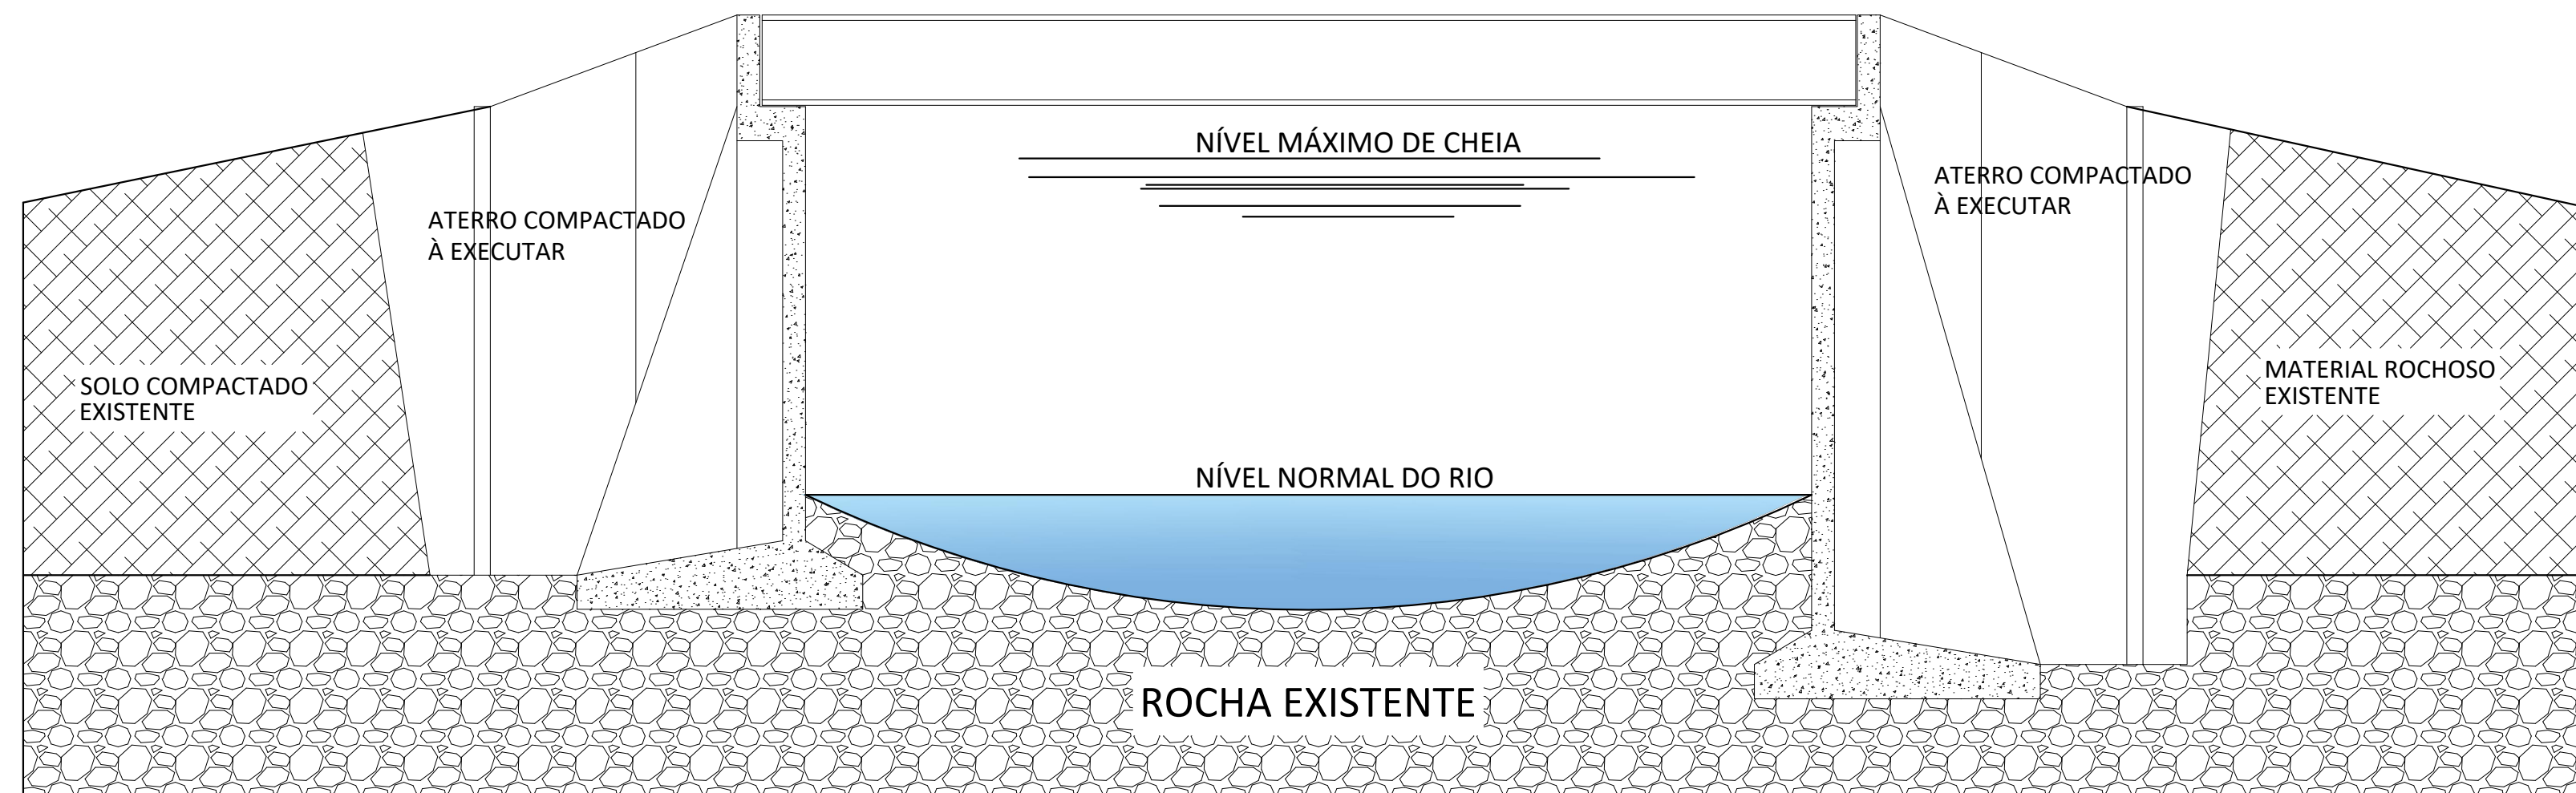 NÍVEL MÁXIMO DE CHEIA
ATERRO COMPACTADO
À EXECUTAR
ATERRO COMPACTADO
À EXECUTAR
SOLO COMPACTADO
EXISTENTE
MATERIAL ROCHOSO
EXISTENTE
NÍVEL NORMAL DO RIO
ROCHA EXISTENTE